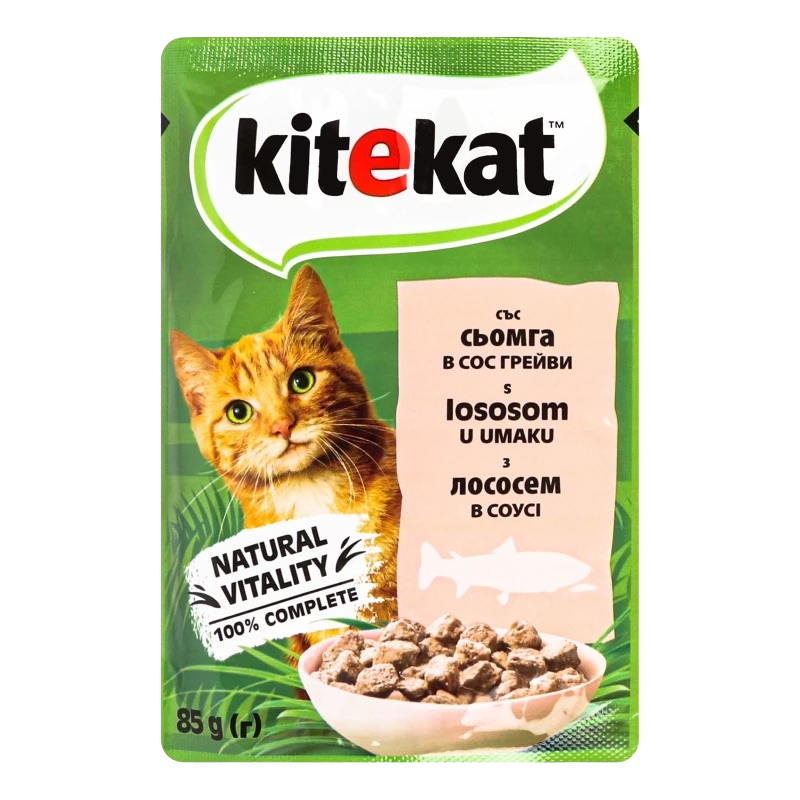 kitekat™
със
сьомга
в сос грейви
s
lososom
u umaku
з
лососем
в соусі
NATURAL
VITALITY
100% COMPLETE
85 g (г)